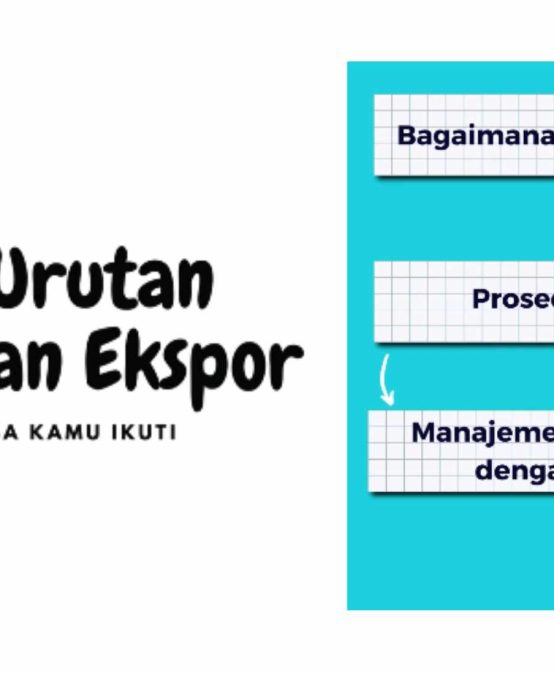 Urutan
an Ekspor
A KAMU IKUTI
Bagaimana
Prosed
Manajeme
denga